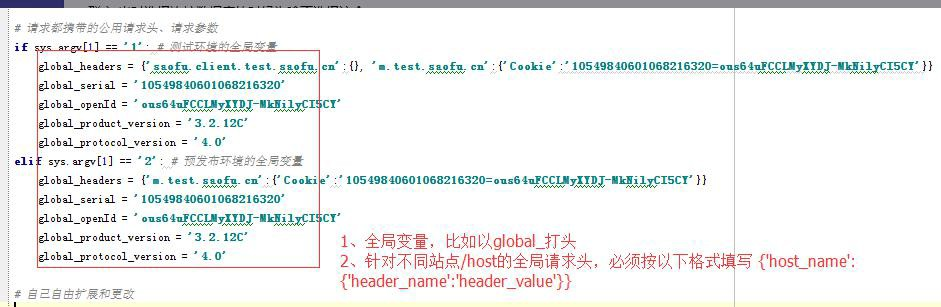 # 请求都携带的公用请求头、请求参数
if sys.argv[1] == '1': # 测试环境的全局变量
global_headers = {'saofu.client.test.saofu.cn':{}, 'm.test.saofu.cn':{'Cookie':'10549840601068216320=ous64uFCCLMyXYDJ-MkNilyCI5CY'}}
global_serial = '10549840601068216320'
global_openId = 'ous64uFCCLMyXYDJ-MkNilyCI5CY'
global_product_version = '3.2.12C'
global_protocol_version = '4.0'
elif sys.argv[1] == '2': # 预发布环境的全局变量
global_headers = {'m.test.saofu.cn':{'Cookie':'10549840601068216320=ous64uFCCLMyXYDJ-MkNilyCI5CY'}}
global_serial = '10549840601068216320'
global_openId = 'ous64uFCCLMyXYDJ-MkNilyCI5CY'
global_product_version = '3.2.12C'
global_protocol_version = '4.0'
1、全局变量，比如以global_打头
2、针对不同站点/host的全局请求头，必须按以下格式填写 {'host_name':
{'header_name':'header_value'}}
# 自己自由扩展和更改